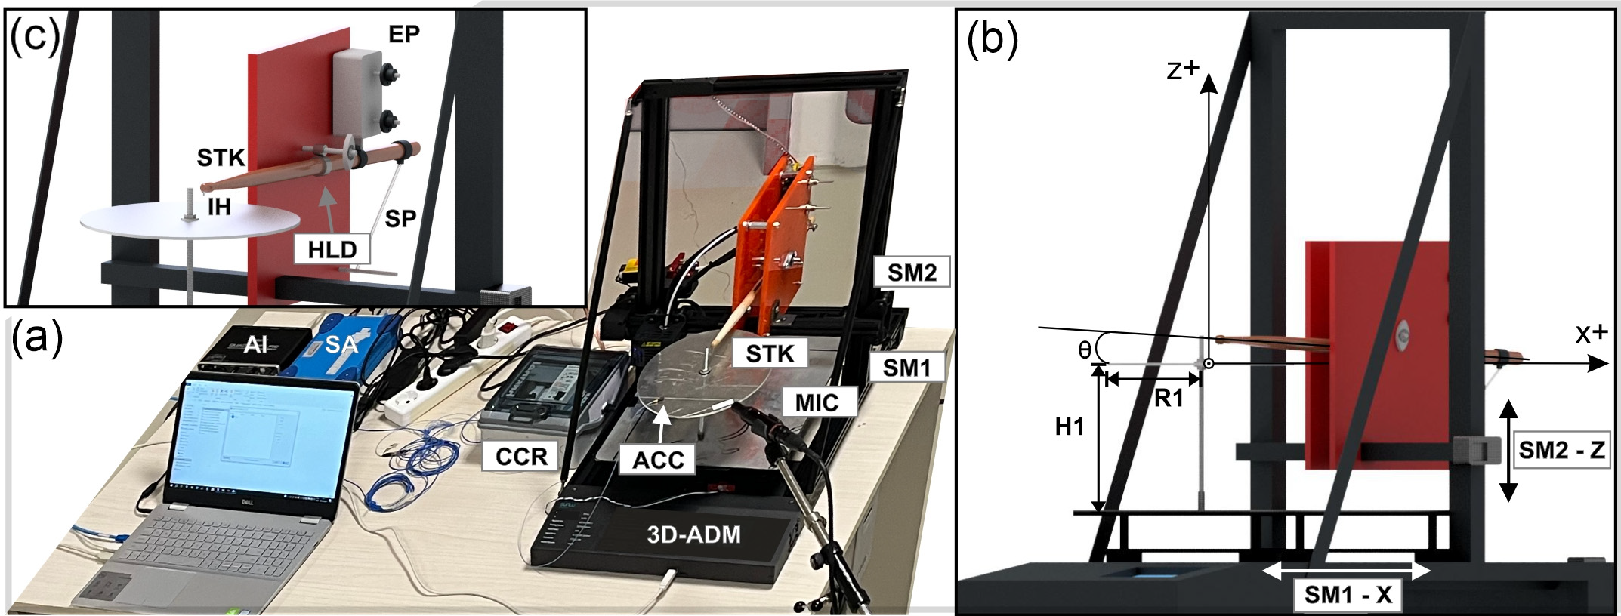 (c)
EP
STK
IH
SP
HLD
(a)
AI
SA
SM2
STK
SM1
MIC
CCR
ACC
3D-ADM
DELL
(b)
z+
x+
θ
R1
H1
SM2 - Z
SM1 - X